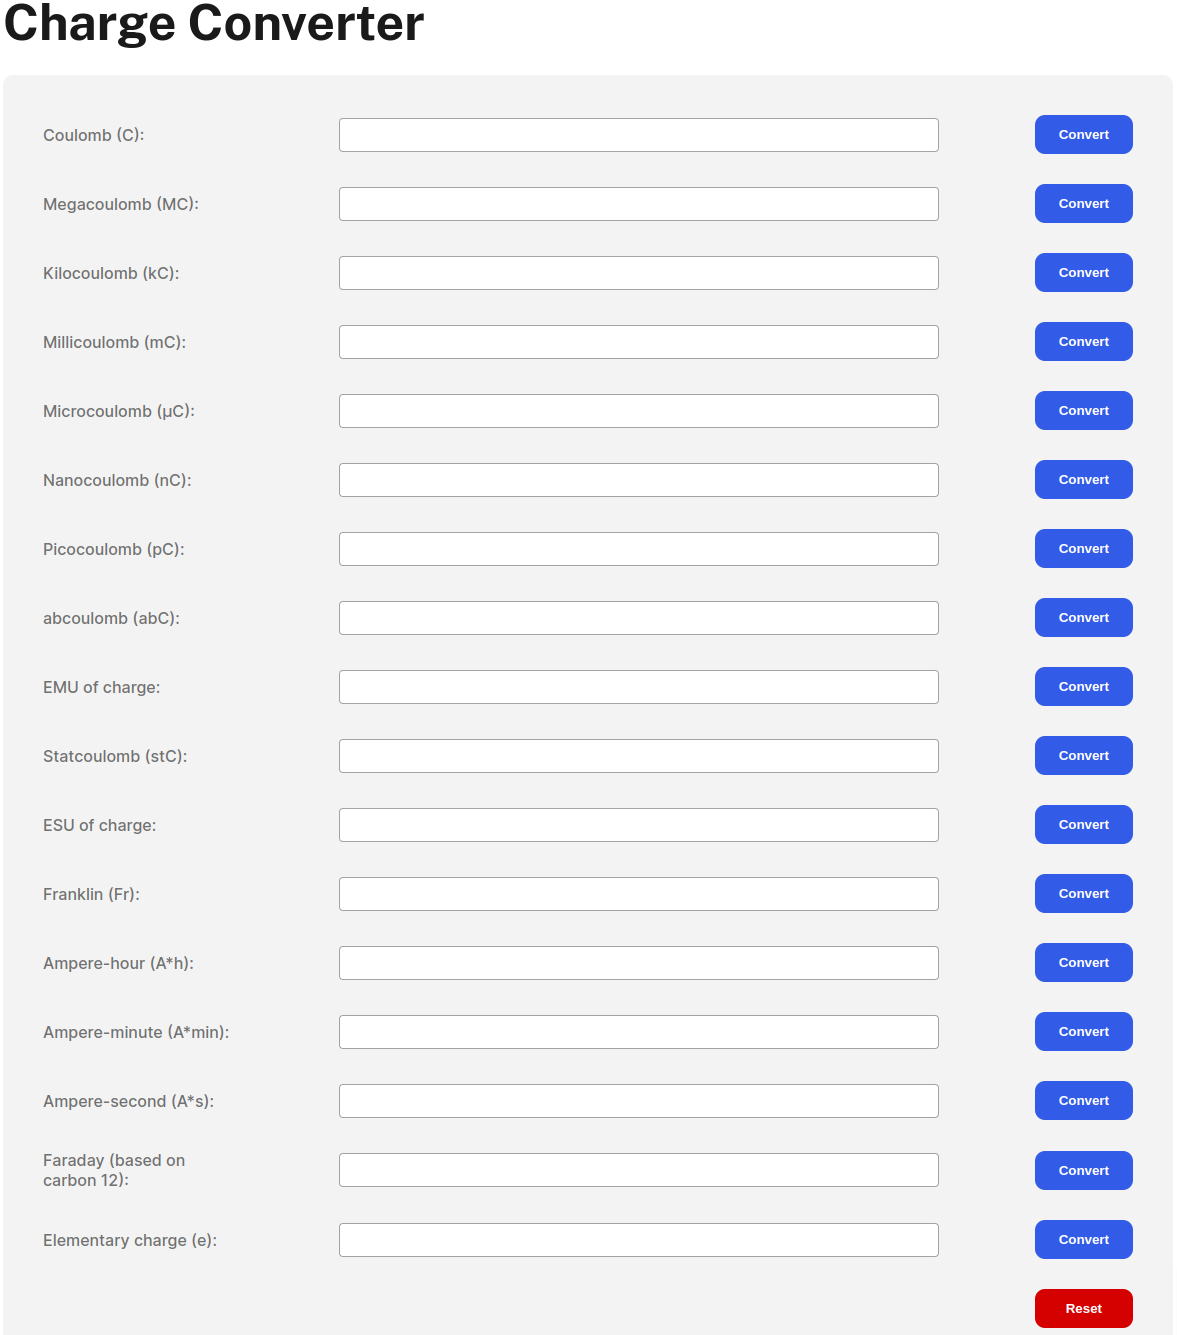 Charge Converter
Coulomb (C):
Convert
Megacoulomb (MC):
Convert
Kilocoulomb (kC):
Convert
Millicoulomb (mC):
Convert
Microcoulomb (μC):
Convert
Nanocoulomb (nC):
Convert
Picocoulomb (pC):
Convert
abcoulomb (abC):
Convert
EMU of charge:
Convert
Statcoulomb (stC):
Convert
ESU of charge:
Convert
Franklin (Fr):
Convert
Ampere-hour (A*h):
Convert
Ampere-minute (A*min):
Convert
Ampere-second (A*s):
Convert
Faraday (based on
carbon 12):
Convert
Elementary charge (e):
Convert
Reset